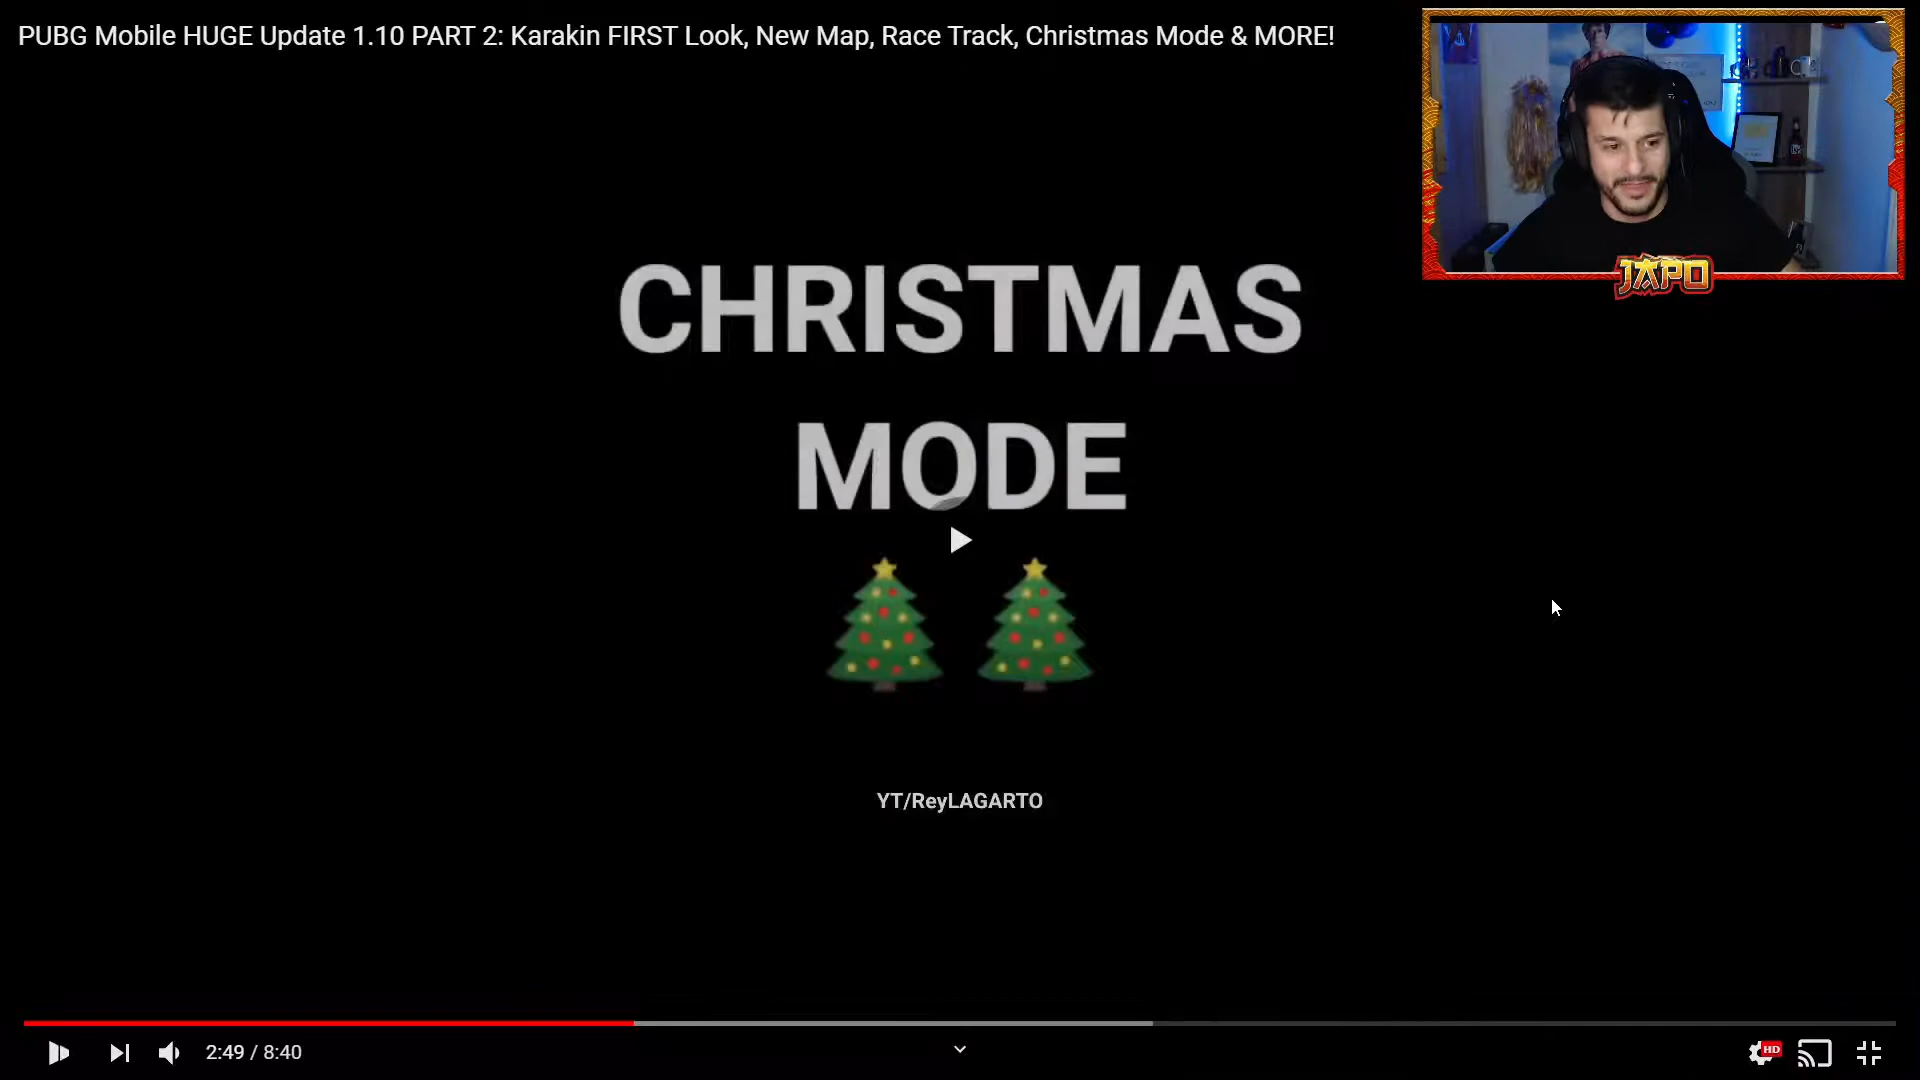 PUBG Mobile HUGE Update 1.10 PART 2: Karakin FIRST Look, New Map, Race Track, Christmas Mode & MORE!
JAPO
CHRISTMAS
MODE
YT/ReyLAGARTO
2:49 / 8:40
HD